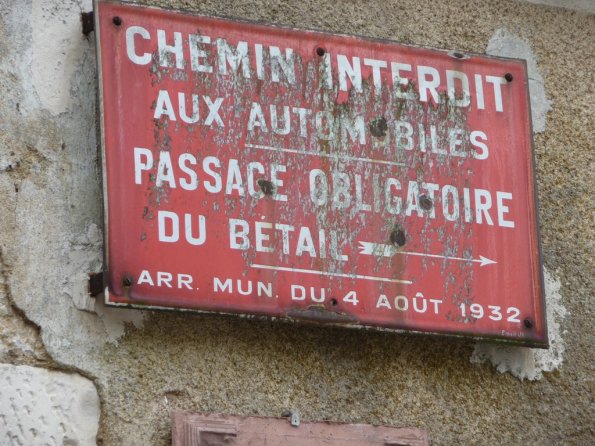 CHEMIN INTERDIT
AUX AUTOMOBILES
PASSAGE OBLIGATOIRE
DU BÉTAIL
ARR. MUN. DU 4 AOÛT 1932